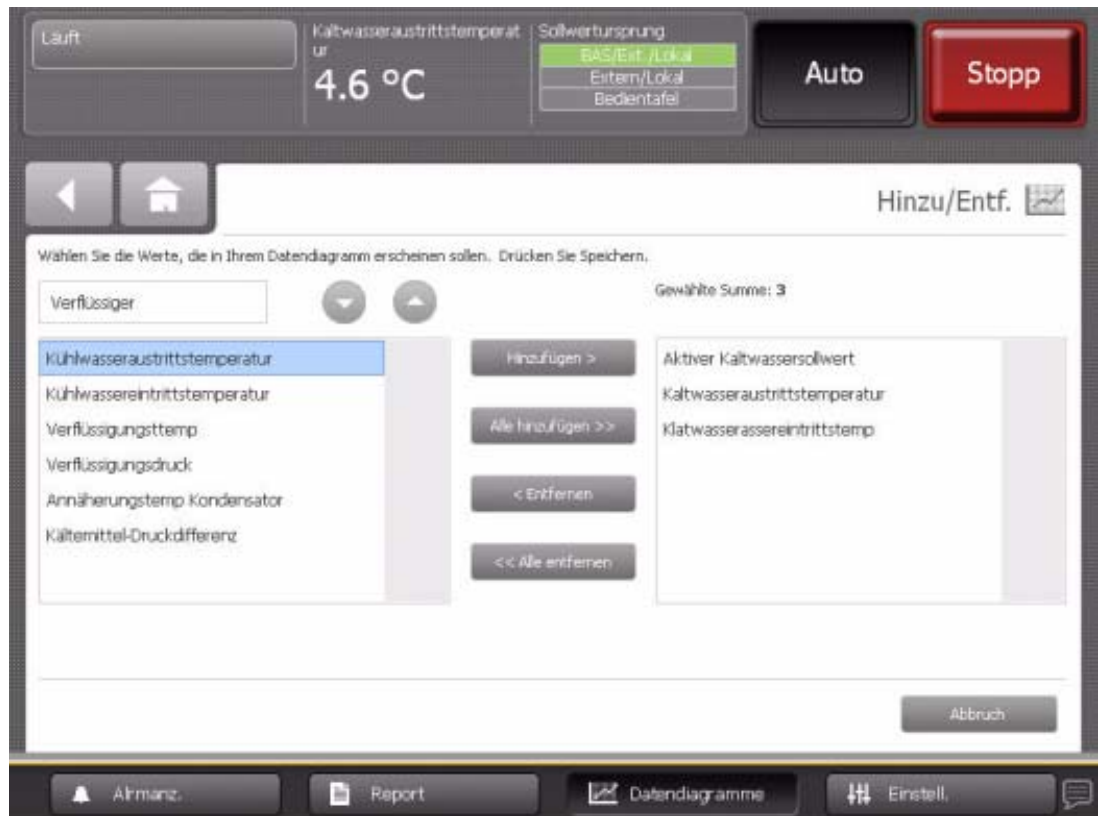 Läuft
Kaltwasseraustrittstemperat
ur
4.6 °C
Sollwertursprung
BAS/Ext./Lokal
Extern/Lokal
Bedientafel
Auto
Stopp
Hinzu/Entf.
Wählen Sie die Werte, die in Ihrem Datendiagramm erscheinen sollen. Drücken Sie Speichern.
Verflüssiger
Gewählte Summe: 3
Kühlwasseraustrittstemperatur
Kühlwassereintrittstemperatur
Verflüssigungsttemp
Verflüssigungsdruck
Annäherungstemp Kondensator
Kältemittel-Druckdifferenz
Hinzufügen >
Alle hinzufügen >>
< Entfernen
<< Alle entfernen
Aktiver Kaltwassersollwert
Kaltwasseraustrittstemperatur
Klatwasserassereintrittstemp
Abbruch
Alrmanz.
Report
Datendiagramme
Einstell.